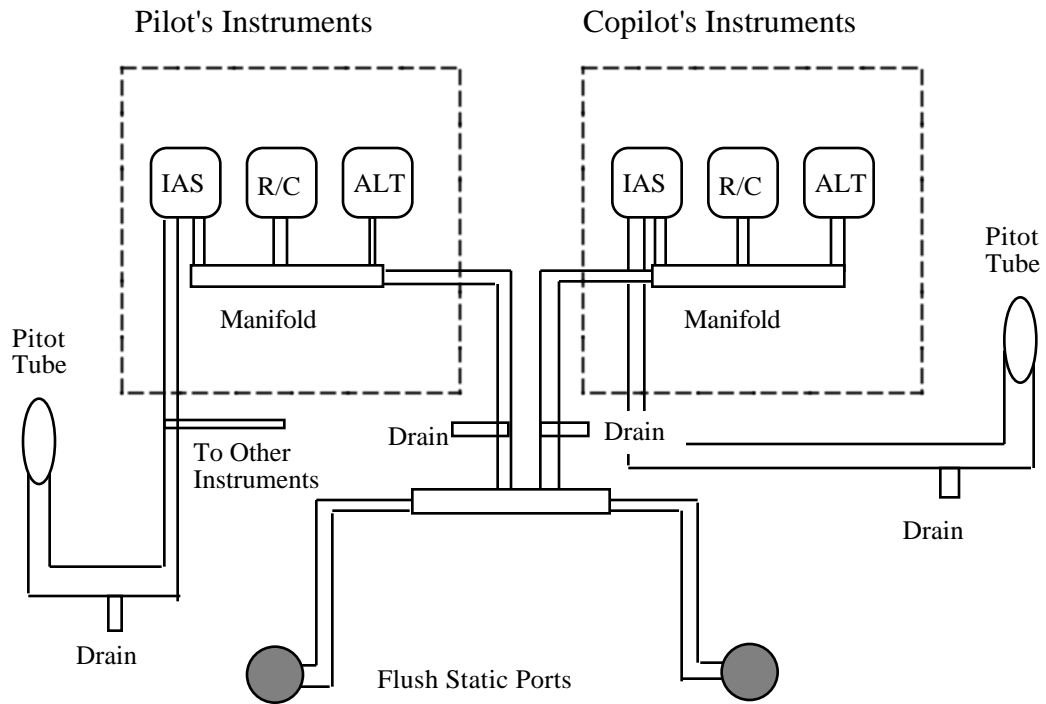 Pilot's Instruments
Copilot's Instruments
IAS
R/C
ALT
IAS
R/C
ALT
Manifold
Manifold
Pitot
Tube
Pitot
Tube
To Other
Instruments
Drain
Drain
Drain
Drain
Flush Static Ports